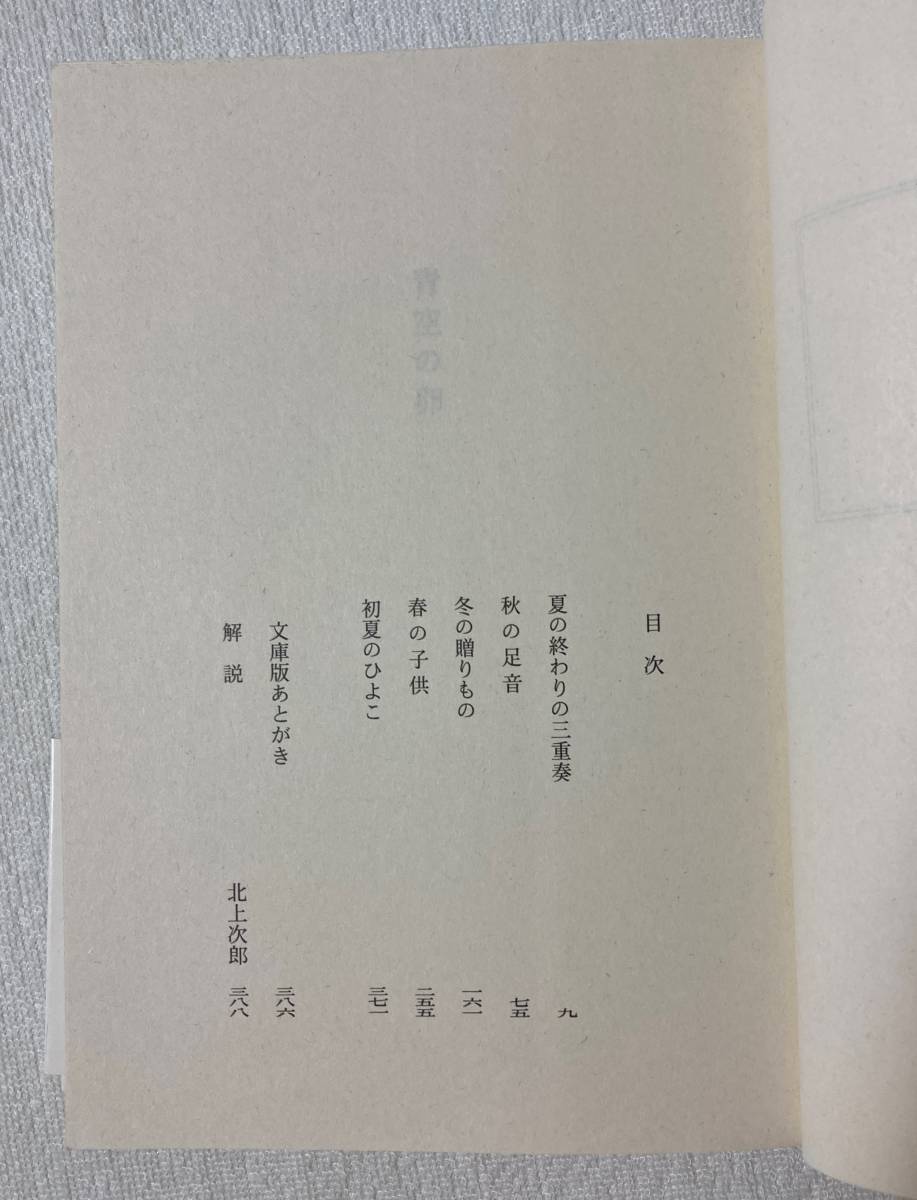 目次
夏の終わりの三重奏 九
秋の足音 七五
冬の贈りもの 一六一
春の子供 二五五
初夏のひよこ 三七一
文庫版あとがき 三八六
解説 北上次郎 三八八
青空の卵